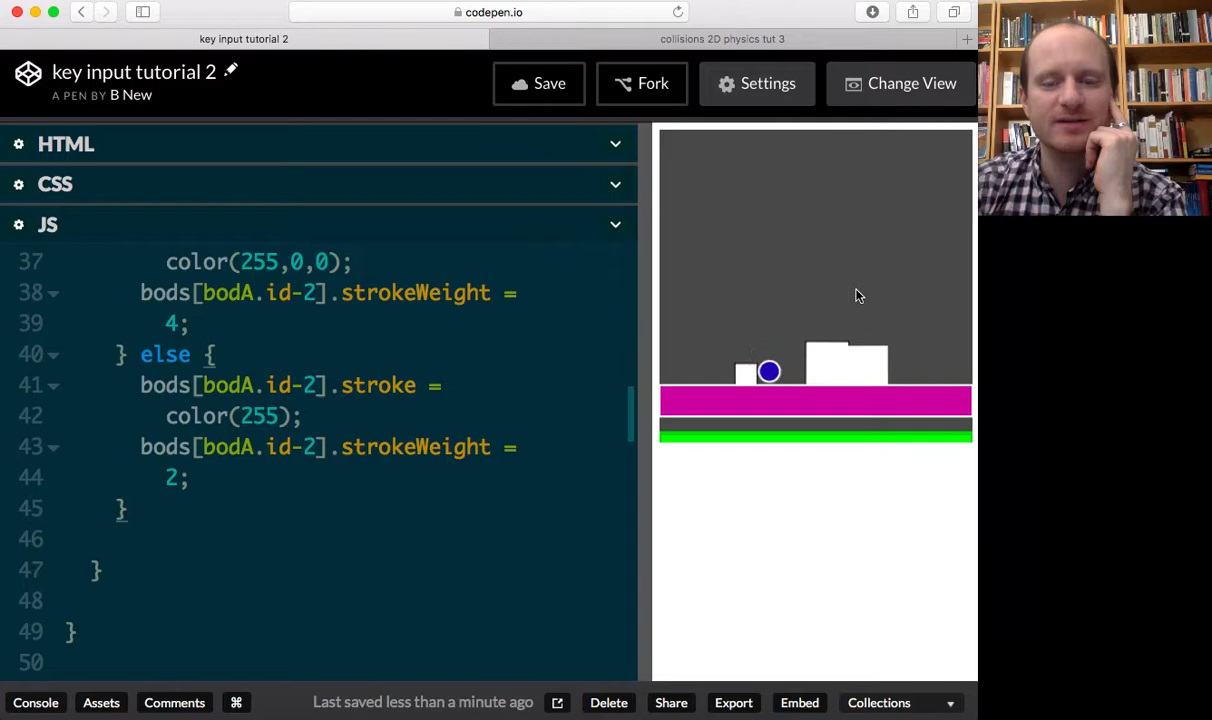 codepen.io
key input tutorial 2
collisions 2D physics tut 3
key input tutorial 2
A PEN BY B New
Save
Fork
Settings
Change View
HTML
CSS
JS
37 color(255,0,0);
38 bods[bodA.id-2].strokeWeight =
39 4;
40 } else {
41 bods[bodA.id-2].stroke =
42 color(255);
43 bods[bodA.id-2].strokeWeight =
44 2;
45 }
46
47 }
48
49 }
50
Console
Assets
Comments
⌘
Last saved less than a minute ago
Delete
Share
Export
Embed
Collections